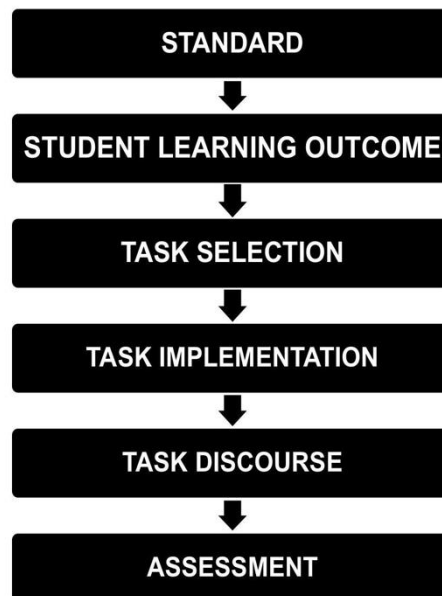 STANDARD
STUDENT LEARNING OUTCOME
TASK SELECTION
TASK IMPLEMENTATION
TASK DISCOURSE
ASSESSMENT